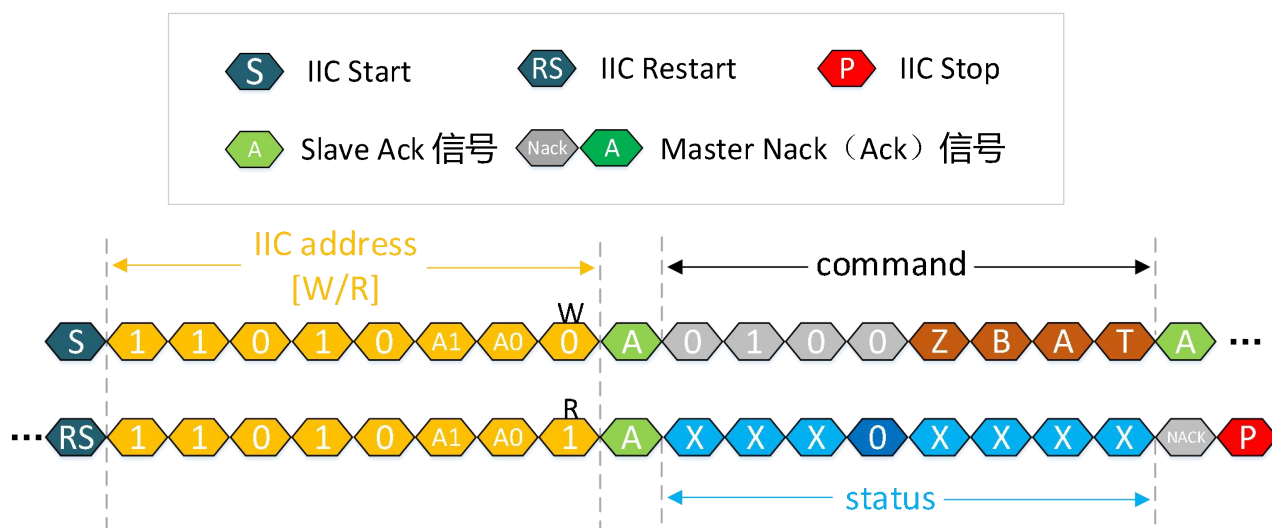 S IIC Start RS IIC Restart P IIC Stop
A Slave Ack 信号 Nack A Master Nack（Ack）信号
IIC address
[W/R]
command
W
S 1 1 0 1 0 A1 A0 0 A 0 1 0 0 Z B A T A ...
R
... RS 1 1 0 1 0 A1 A0 1 A X X X 0 X X X X NACK P
status